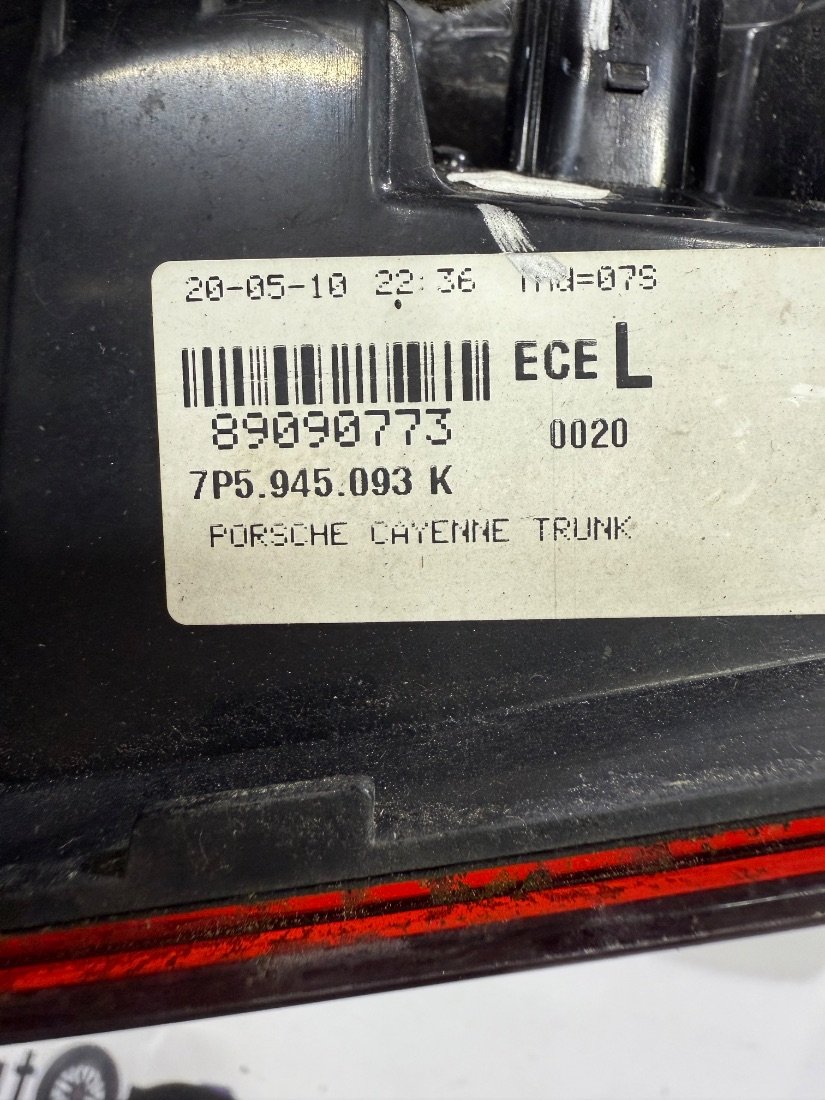 20-05-10 22:36
ECE L
89090773 0020
7P5.945.093 K
PORSCHE CAYENNE TRUNK